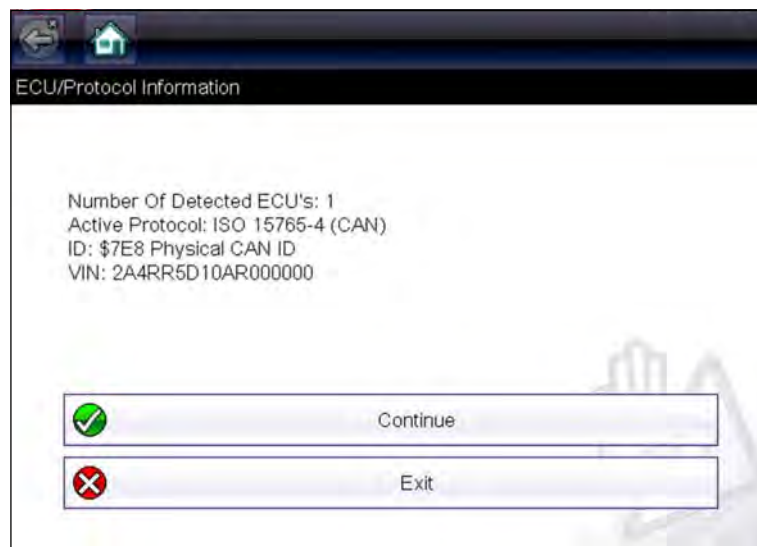 ECU/Protocol Information
Number Of Detected ECU's: 1
Active Protocol: ISO 15765-4 (CAN)
ID: $7E8 Physical CAN ID
VIN: 2A4RR5D10AR000000
Continue
Exit